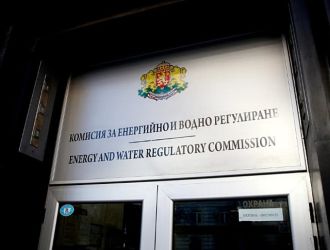 КОМИСИЯ ЗА ЕНЕРГИЙНО И ВОДНО РЕГУЛИРАНЕ
ENERGY AND WATER REGULATORY COMMISSION
ОХРАНА